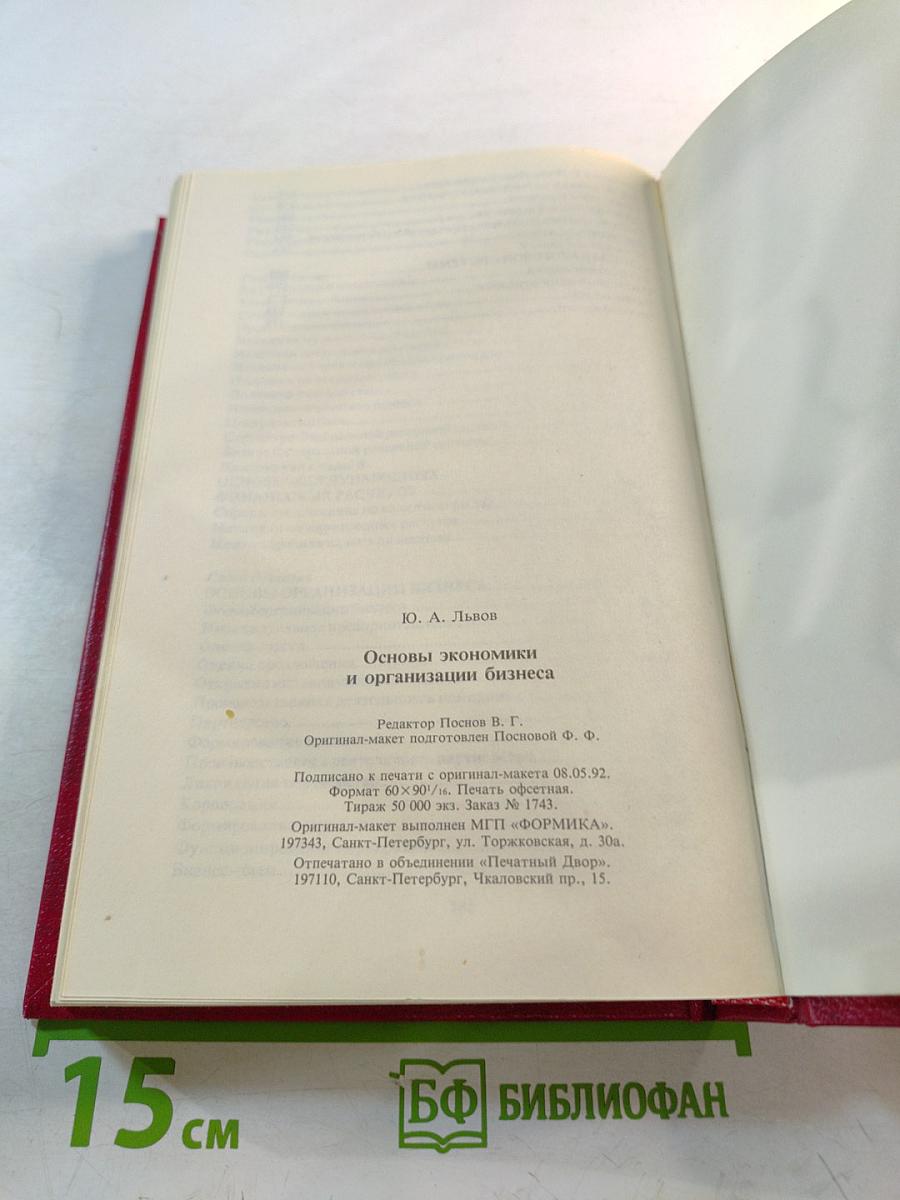 Ю. А. Львов
Основы экономики
и организации бизнеса
Редактор Поснов В. Г.
Оригинал-макет подготовлен Посновой Ф. Ф.
Подписано к печати с оригинал-макета 08.05.92.
Формат 60×90¹/₁₆. Печать офсетная.
Тираж 50 000 экз. Заказ № 1743.
Оригинал-макет выполнен МГП «ФОРМИКА».
197343, Санкт-Петербург, ул. Торжковская, д. 30а.
Отпечатано в объединении «Печатный Двор».
197110, Санкт-Петербург, Чкаловский пр., 15.
15 см
БФ БИБЛИОФАН